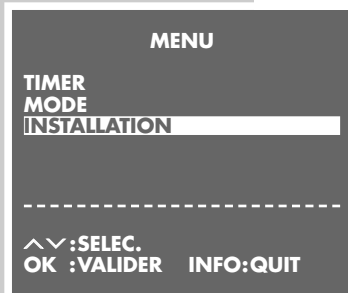 MENU
TIMER
MODE
INSTALLATION
:SELEC.
OK :VALIDER INFO:QUIT